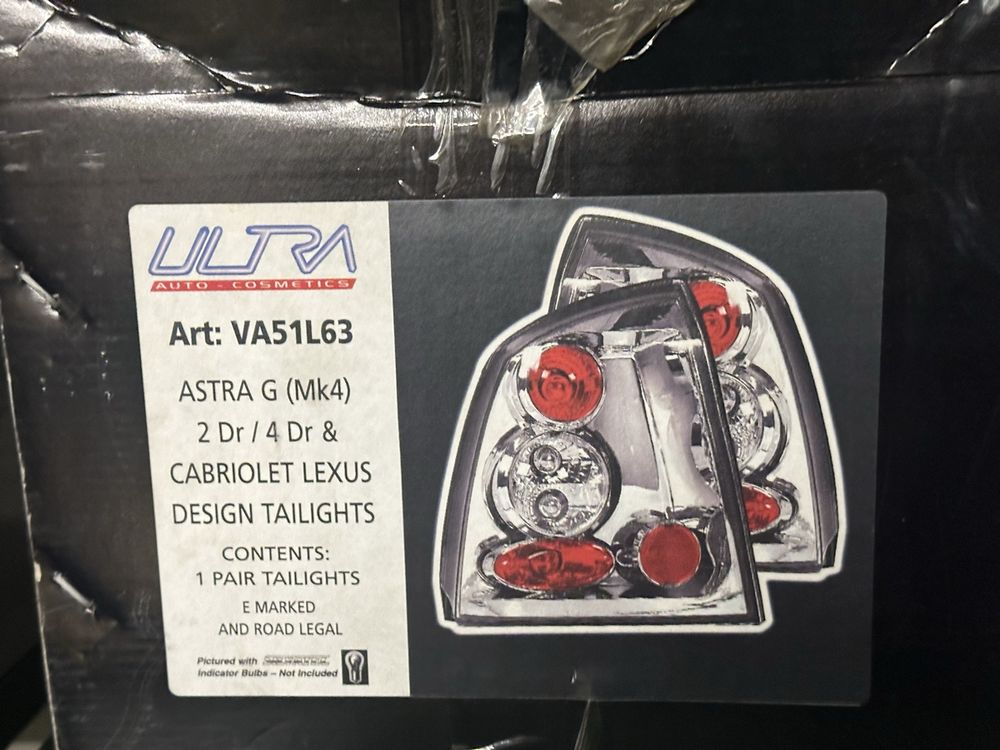 ULTRA
AUTO - COSMETICS
Art: VA51L63
ASTRA G (Mk4)
2 Dr / 4 Dr &
CABRIOLET LEXUS
DESIGN TAILIGHTS
CONTENTS:
1 PAIR TAILIGHTS
E MARKED
AND ROAD LEGAL
Pictured with
Indicator Bulbs – Not Included